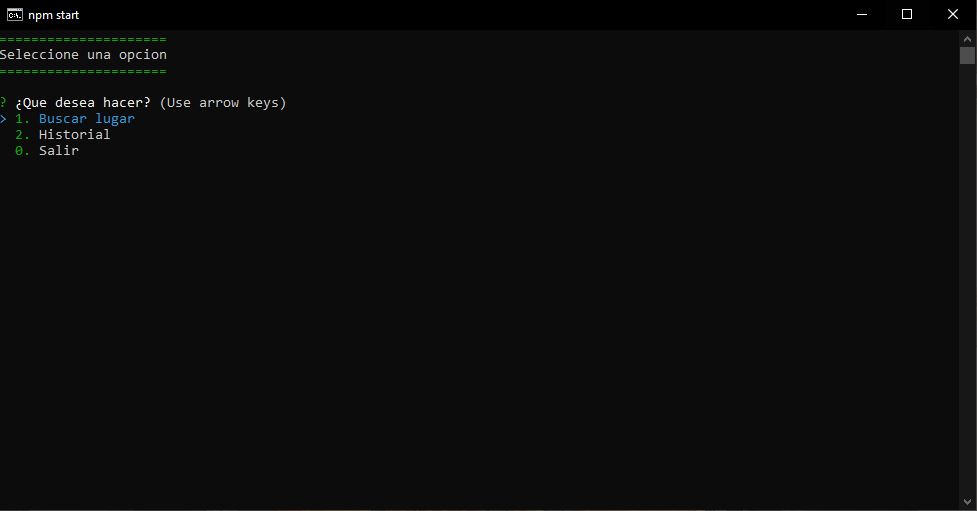 npm start
=====================
Seleccione una opcion
=====================
? ¿Que desea hacer? (Use arrow keys)
> 1. Buscar lugar
2. Historial
0. Salir